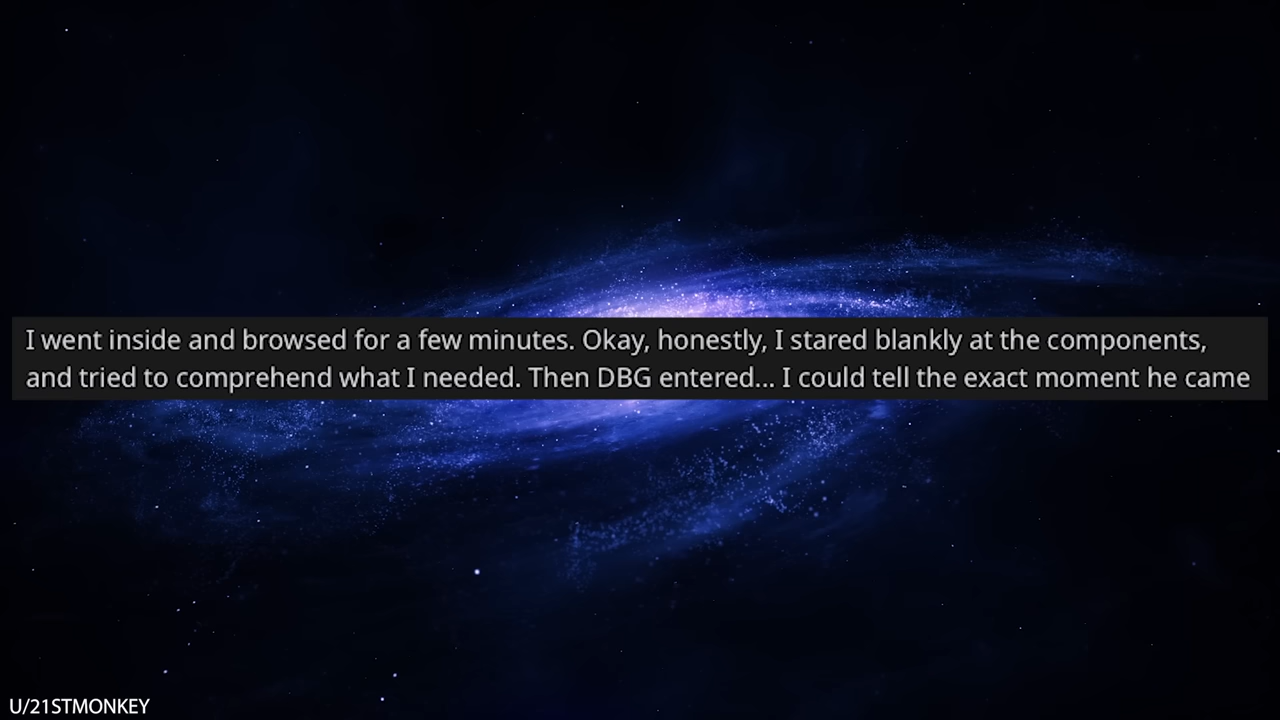 I went inside and browsed for a few minutes. Okay, honestly, I stared blankly at the components,
and tried to comprehend what I needed. Then DBG entered... I could tell the exact moment he came
U/21STMONKEY